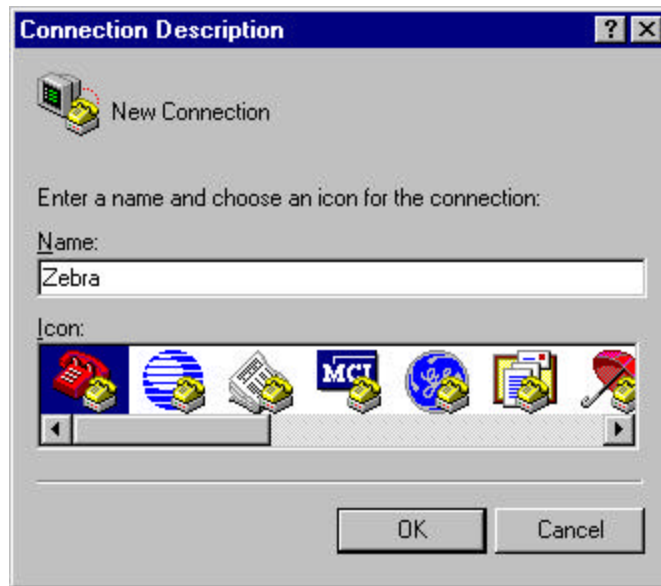 Connection Description
New Connection
Enter a name and choose an icon for the connection:
Name:
Zebra
Icon:
MCI
OK
Cancel